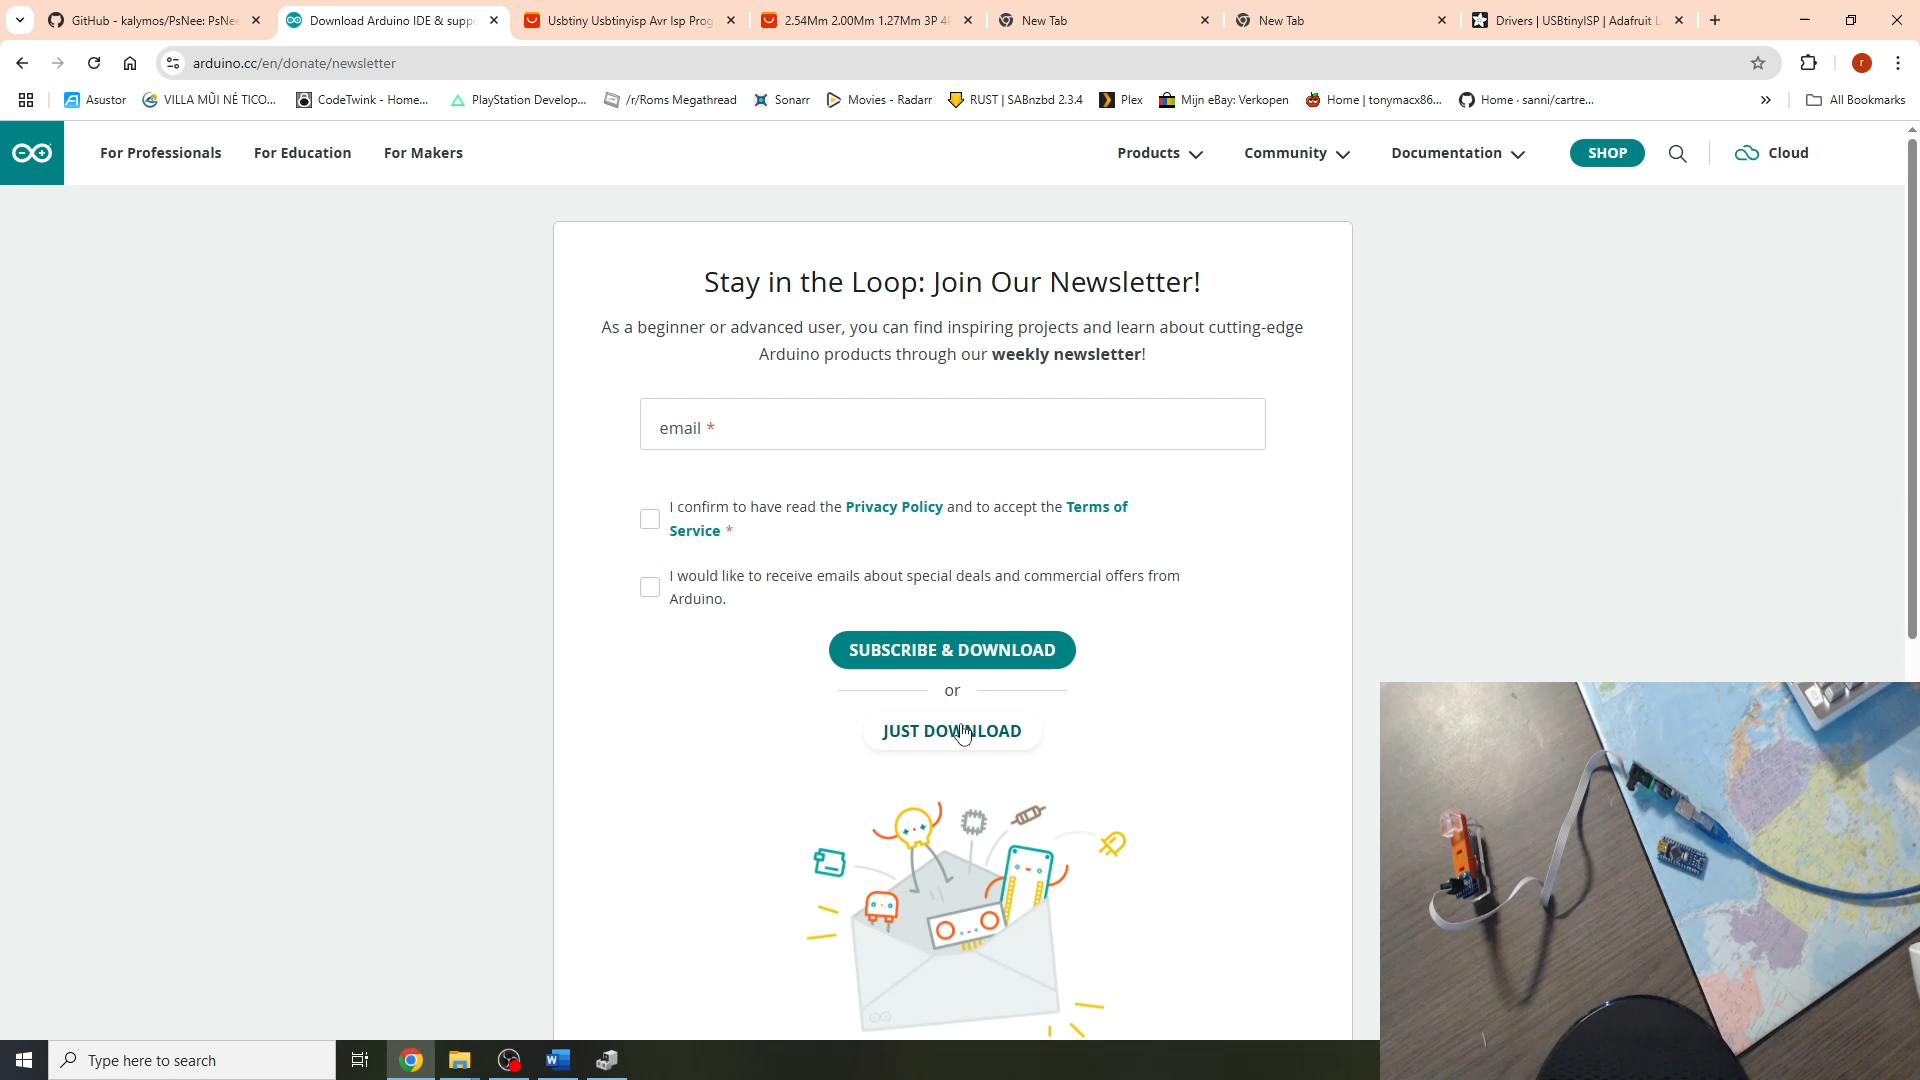 GitHub - kalymos/PsNee: PsNee
Download Arduino IDE & suppo
Usbtiny Usbtinyisp Avr Isp Prog
2.54Mm 2.00Mm 1.27Mm 3P 4
New Tab
New Tab
Drivers | USBtinyISP | Adafruit L
arduino.cc/en/donate/newsletter
r
Asustor
VILLA MŨI NÉ TICO...
CodeTwink - Home...
PlayStation Develop...
/r/Roms Megathread
Sonarr
Movies - Radarr
RUST | SABnzbd 2.3.4
Plex
Mijn eBay: Verkopen
Home | tonymacx86...
Home · sanni/cartre...
»
All Bookmarks
For Professionals
For Education
For Makers
Products
Community
Documentation
SHOP
Cloud
Stay in the Loop: Join Our Newsletter!
As a beginner or advanced user, you can find inspiring projects and learn about cutting-edge
Arduino products through our weekly newsletter!
email *
I confirm to have read the Privacy Policy and to accept the Terms of
Service *
I would like to receive emails about special deals and commercial offers from
Arduino.
SUBSCRIBE & DOWNLOAD
or
JUST DOWNLOAD
Type here to search